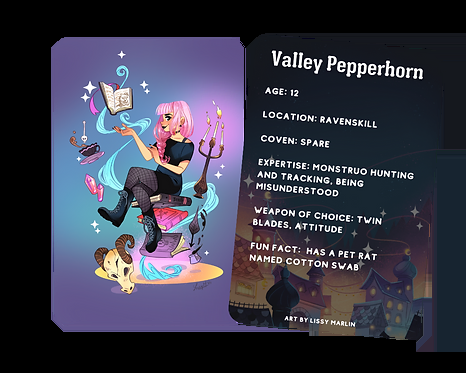 Valley Pepperhorn
AGE: 12
LOCATION: RAVENSKILL
COVEN: SPARE
EXPERTISE: MONSTRUO HUNTING
AND TRACKING, BEING
MISUNDERSTOOD
WEAPON OF CHOICE: TWIN
BLADES, ATTITUDE
FUN FACT: HAS A PET RAT
NAMED COTTON SWAB
ART BY LISSY MARLIN